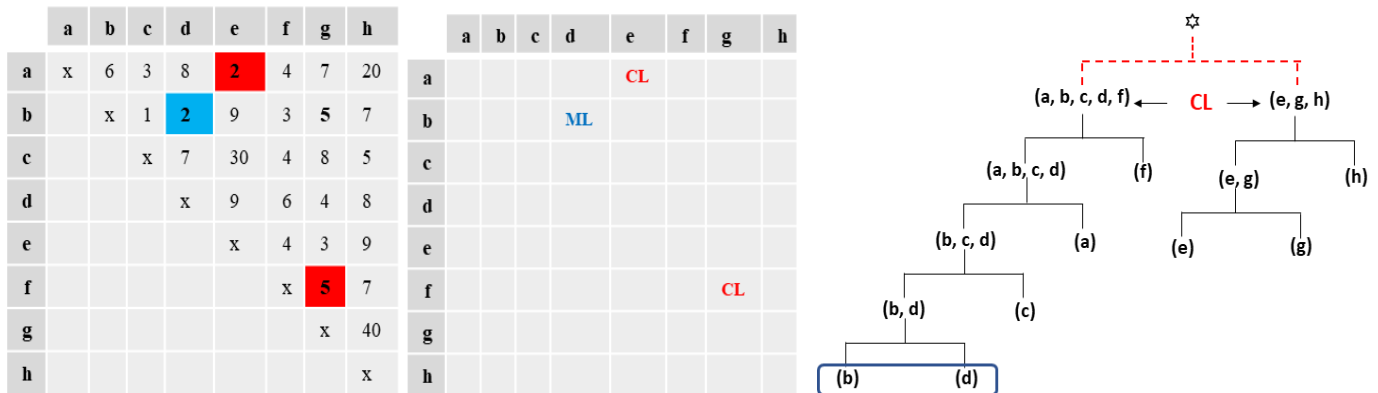 a b c d e f g h
a x 6 3 8 2 4 7 20
b x 1 2 9 3 5 7
c x 7 30 4 8 5
d x 9 6 4 8
e x 4 3 9
f x 5 7
g x 40
h x
a b c d e f g h
a CL
b ML
c
d
e
f CL
g
h
(a, b, c, d, f) CL (e, g, h)
(a, b, c, d) (f) (e, g) (h)
(b, c, d) (a) (e) (g)
(b, d) (c)
(b) (d)